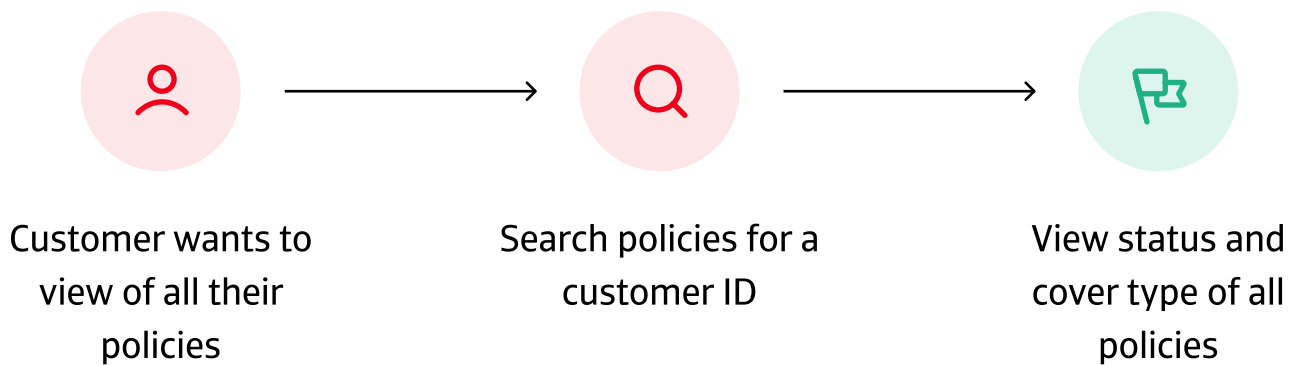 Customer wants to
view of all their
policies
Search policies for a
customer ID
View status and
cover type of all
policies